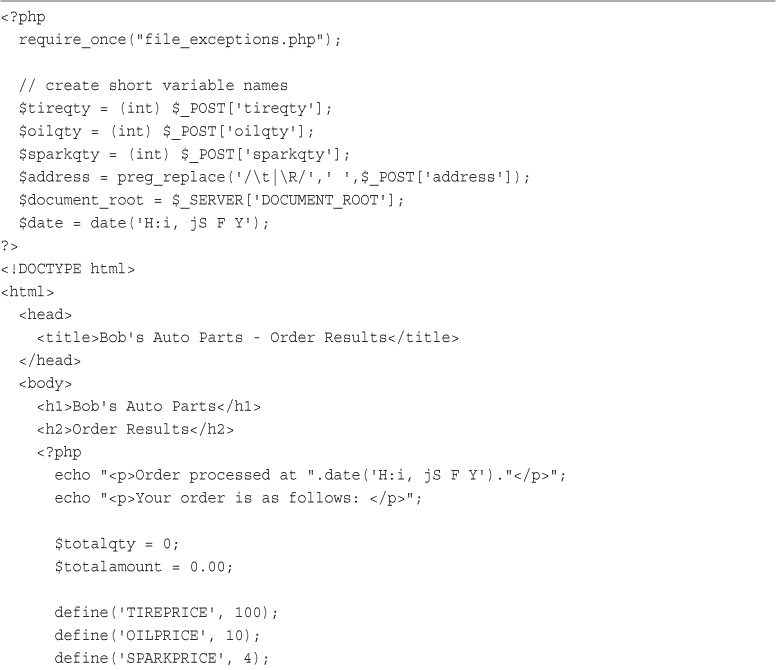 <?php
  require_once("file_exceptions.php");

  // create short variable names
  $tireqty = (int) $_POST['tireqty'];
  $oilqty = (int) $_POST['oilqty'];
  $sparkqty = (int) $_POST['sparkqty'];
  $address = preg_replace('/\t|\R/',' ',$_POST['address']);
  $document_root = $_SERVER['DOCUMENT_ROOT'];
  $date = date('H:i, jS F Y');
?>
<!DOCTYPE html>
<html>
  <head>
    <title>Bob's Auto Parts - Order Results</title>
  </head>
  <body>
    <h1>Bob's Auto Parts</h1>
    <h2>Order Results</h2>
    <?php
      echo "<p>Order processed at ".date('H:i, jS F Y')."</p>";
      echo "<p>Your order is as follows: </p>";

      $totalqty = 0;
      $totalamount = 0.00;

      define('TIREPRICE', 100);
      define('OILPRICE', 10);
      define('SPARKPRICE', 4);